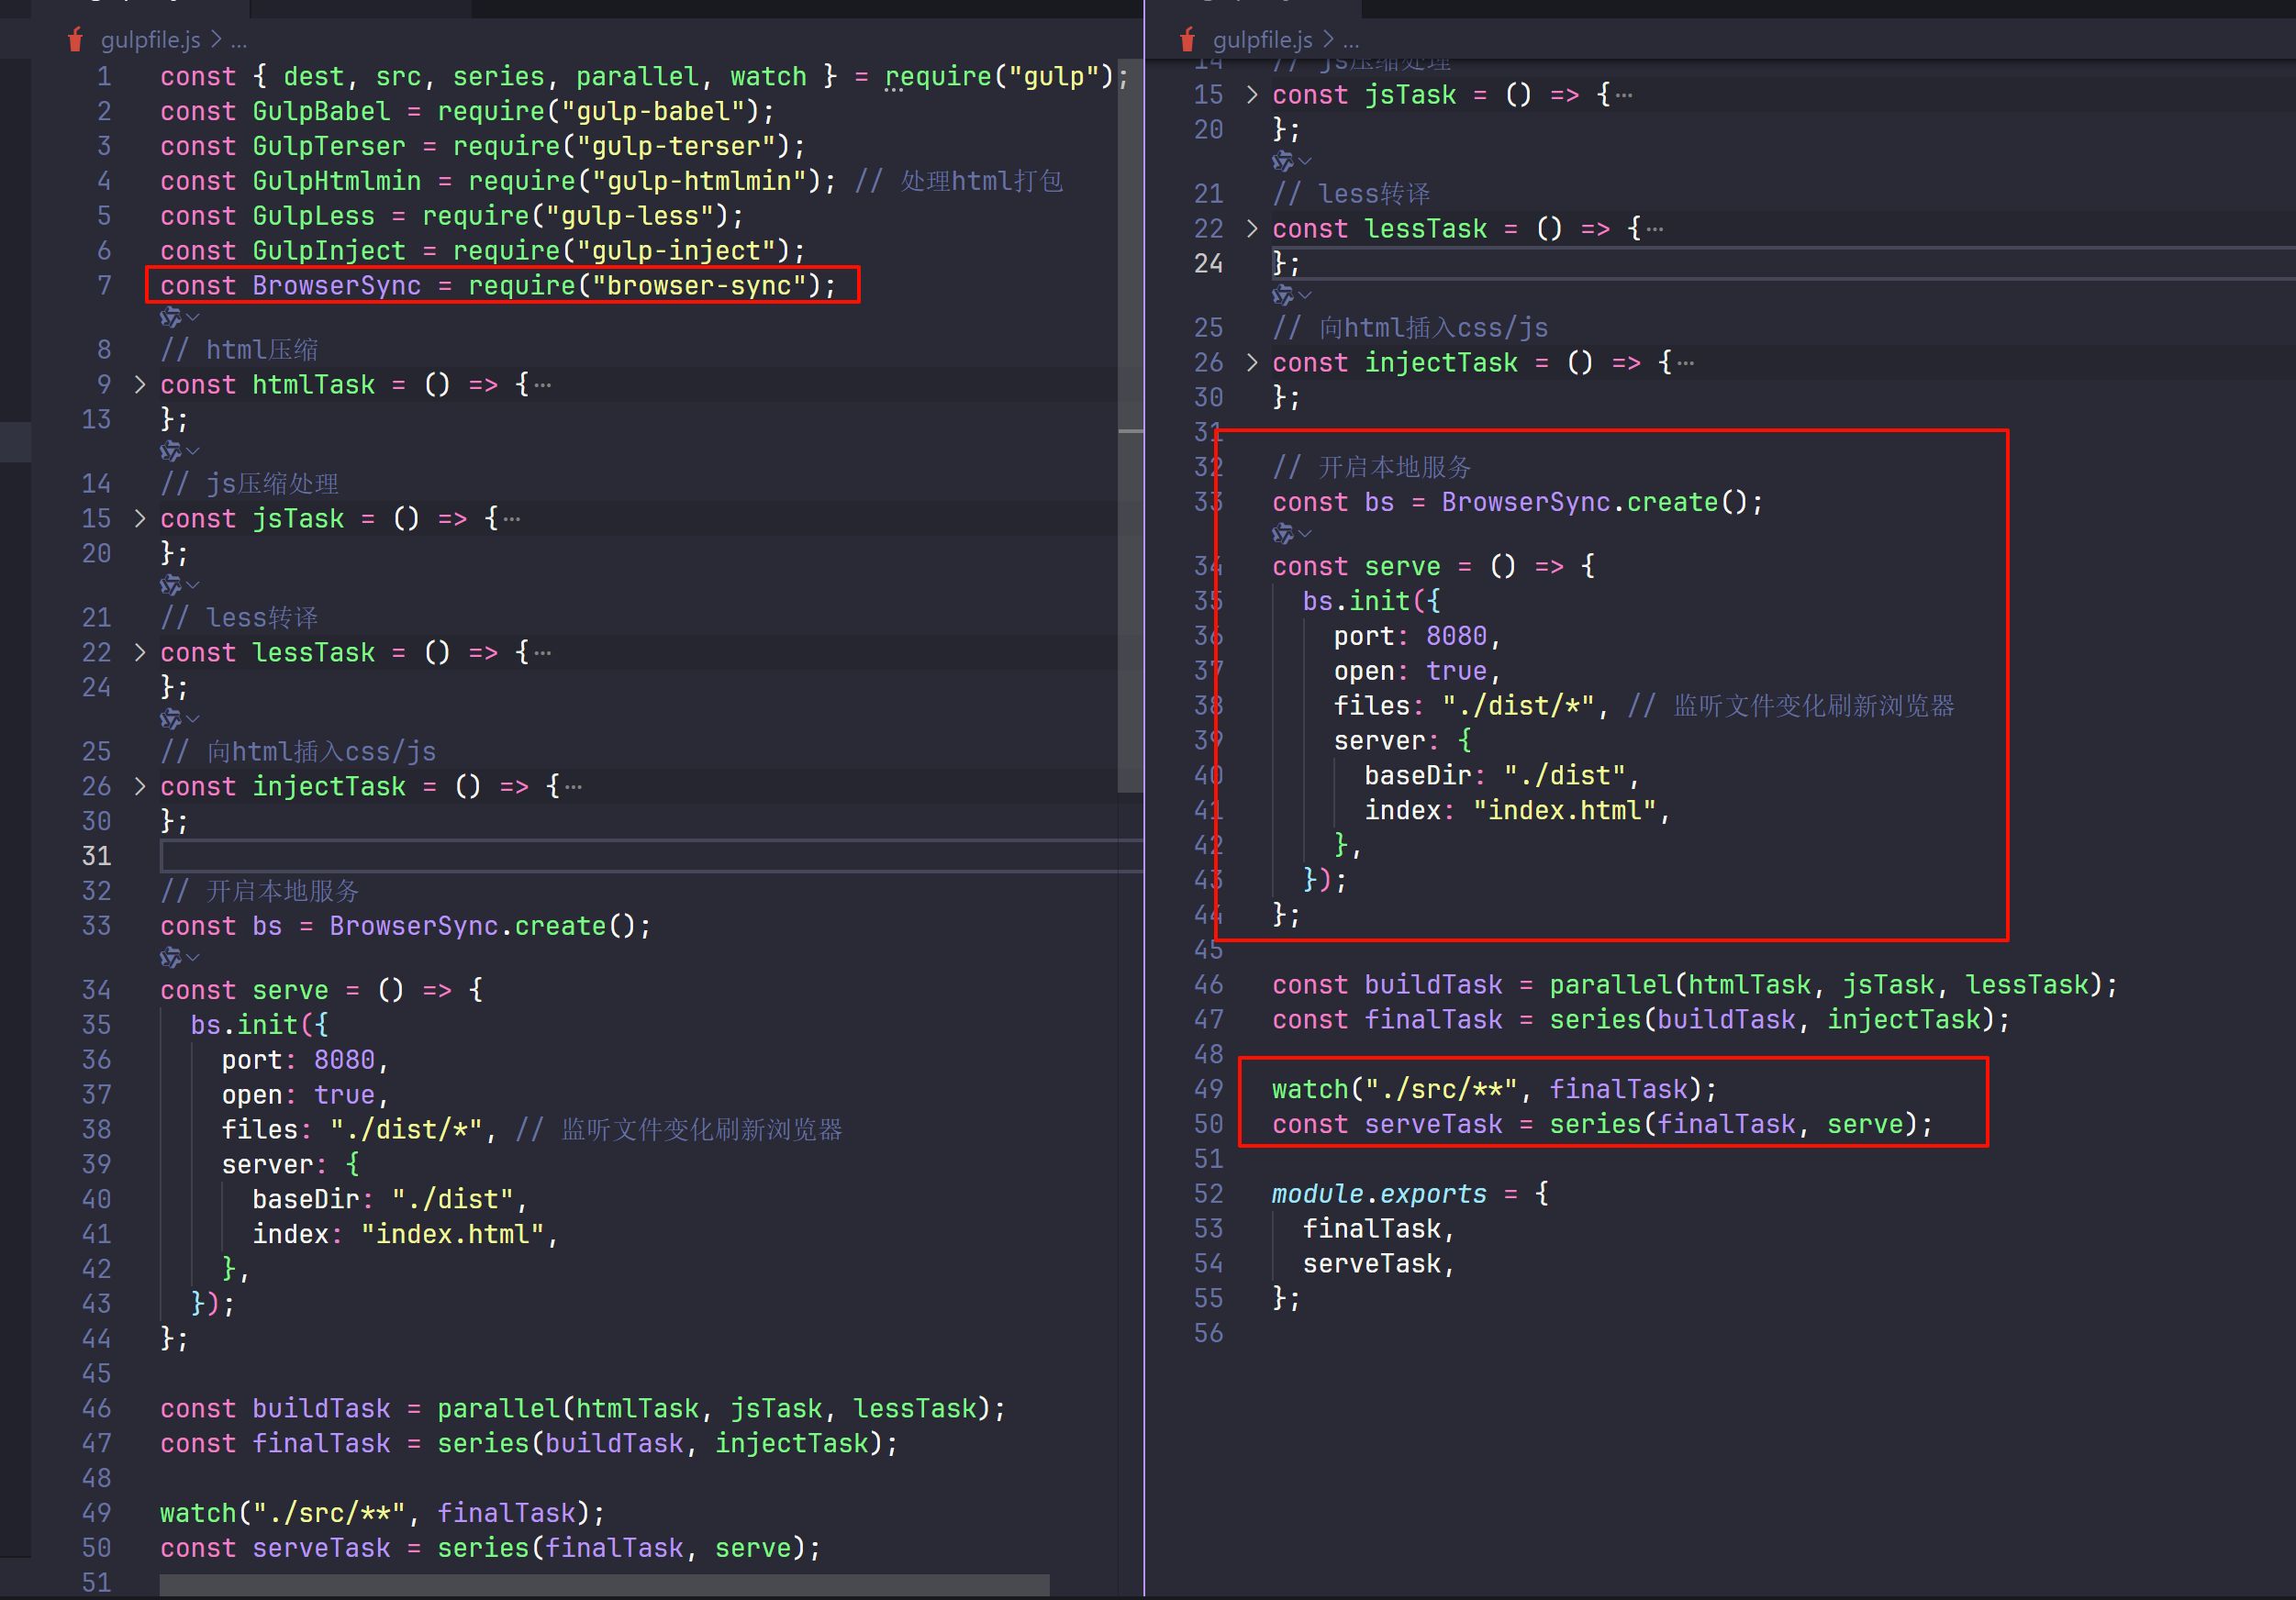 gulpfile.js > ...
1 const { dest, src, series, parallel, watch } = require("gulp");
2 const GulpBabel = require("gulp-babel");
3 const GulpTerser = require("gulp-terser");
4 const GulpHtmlmin = require("gulp-htmlmin"); // 处理html打包
5 const GulpLess = require("gulp-less");
6 const GulpInject = require("gulp-inject");
7 const BrowserSync = require("browser-sync");
8 // html压缩
9 > const htmlTask = () => {…
13 };
14 // js压缩处理
15 > const jsTask = () => {…
20 };
21 // less转译
22 > const lessTask = () => {…
24 };
25 // 向html插入css/js
26 > const injectTask = () => {…
30 };
31
32 // 开启本地服务
33 const bs = BrowserSync.create();
34 const serve = () => {
35 bs.init({
36 port: 8080,
37 open: true,
38 files: "./dist/*", // 监听文件变化刷新浏览器
39 server: {
40 baseDir: "./dist",
41 index: "index.html",
42 },
43 });
44 };
45
46 const buildTask = parallel(htmlTask, jsTask, lessTask);
47 const finalTask = series(buildTask, injectTask);
48
49 watch("./src/**", finalTask);
50 const serveTask = series(finalTask, serve);
51
gulpfile.js > ...
14 // js压缩处理
15 > const jsTask = () => {…
20 };
21 // less转译
22 > const lessTask = () => {…
24 };
25 // 向html插入css/js
26 > const injectTask = () => {…
30 };
31
32 // 开启本地服务
33 const bs = BrowserSync.create();
34 const serve = () => {
35 bs.init({
36 port: 8080,
37 open: true,
38 files: "./dist/*", // 监听文件变化刷新浏览器
39 server: {
40 baseDir: "./dist",
41 index: "index.html",
42 },
43 });
44 };
45
46 const buildTask = parallel(htmlTask, jsTask, lessTask);
47 const finalTask = series(buildTask, injectTask);
48
49 watch("./src/**", finalTask);
50 const serveTask = series(finalTask, serve);
51
52 module.exports = {
53 finalTask,
54 serveTask,
55 };
56